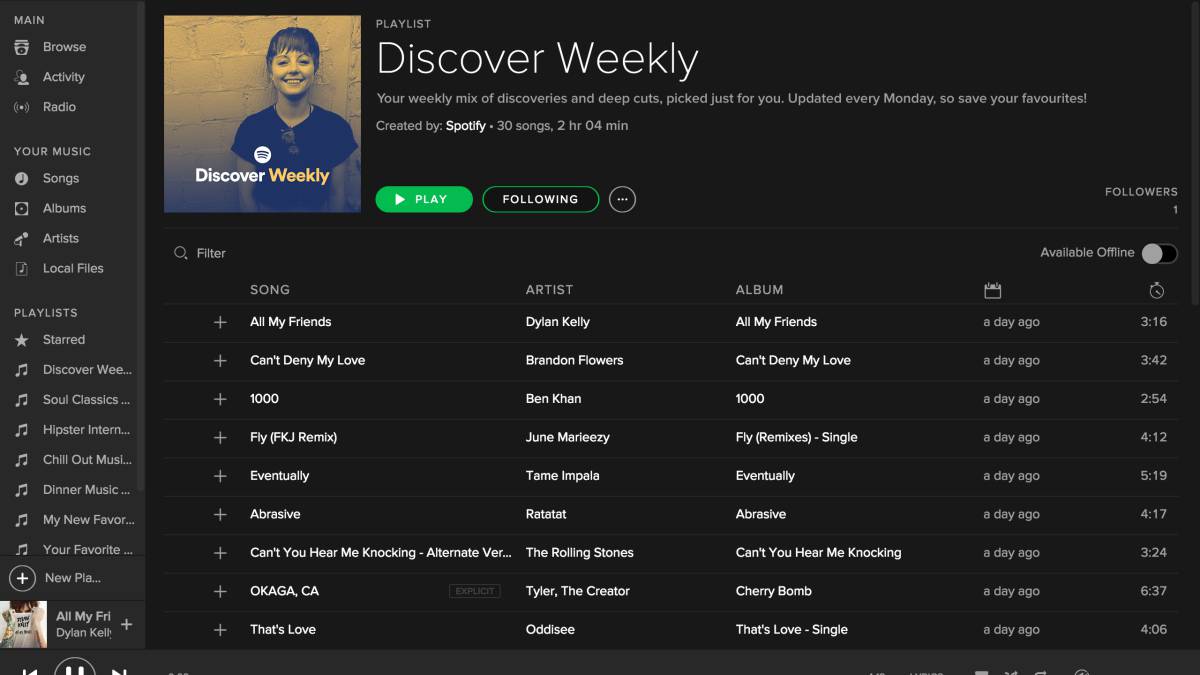 MAIN
Browse
Activity
Radio
YOUR MUSIC
Songs
Albums
Artists
Local Files
PLAYLISTS
Starred
Discover Wee...
Soul Classics ...
Hipster Intern...
Chill Out Musi...
Dinner Music ...
My New Favor...
Your Favorite ...
New Pla...
All My Fri
Dylan Kelly
Discover Weekly
PLAYLIST
Discover Weekly
Your weekly mix of discoveries and deep cuts, picked just for you. Updated every Monday, so save your favourites!
Created by: Spotify • 30 songs, 2 hr 04 min
PLAY FOLLOWING
FOLLOWERS
1
Filter Available Offline
SONG ARTIST ALBUM
All My Friends Dylan Kelly All My Friends a day ago 3:16
Can't Deny My Love Brandon Flowers Can't Deny My Love a day ago 3:42
1000 Ben Khan 1000 a day ago 2:54
Fly (FKJ Remix) June Marieezy Fly (Remixes) - Single a day ago 4:12
Eventually Tame Impala Eventually a day ago 5:19
Abrasive Ratatat Abrasive a day ago 4:17
Can't You Hear Me Knocking - Alternate Ver... The Rolling Stones Can't You Hear Me Knocking a day ago 3:24
OKAGA, CA EXPLICIT Tyler, The Creator Cherry Bomb a day ago 6:37
That's Love Oddisee That's Love - Single a day ago 4:06